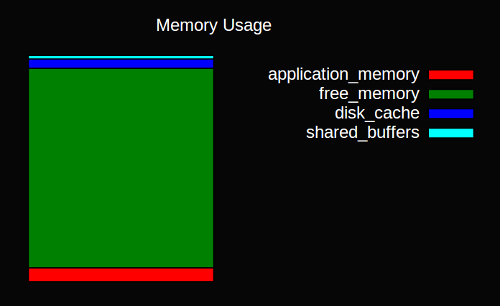 Memory Usage
application_memory
free_memory
disk_cache
shared_buffers